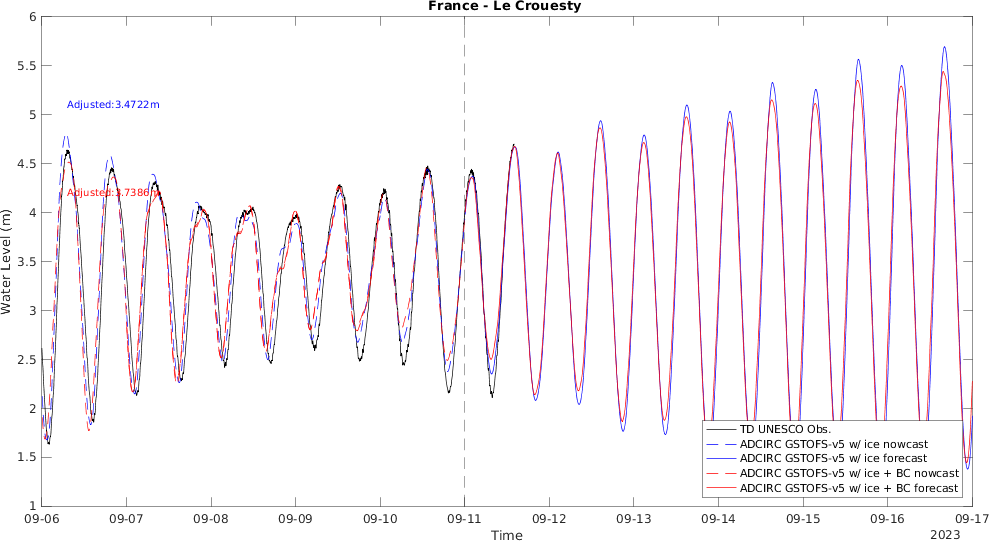 France - Le Crouesty
6
5.5
5
4.5
4
3.5
3
2.5
2
1.5
1
Water Level (m)
Adjusted:3.4722m
Adjusted:3.7386m
TD UNESCO Obs.
ADCIRC GSTOFS-v5 w/ ice nowcast
ADCIRC GSTOFS-v5 w/ ice forecast
ADCIRC GSTOFS-v5 w/ ice + BC nowcast
ADCIRC GSTOFS-v5 w/ ice + BC forecast
09-06 09-07 09-08 09-09 09-10 09-11 09-12 09-13 09-14 09-15 09-16 09-17
Time
2023